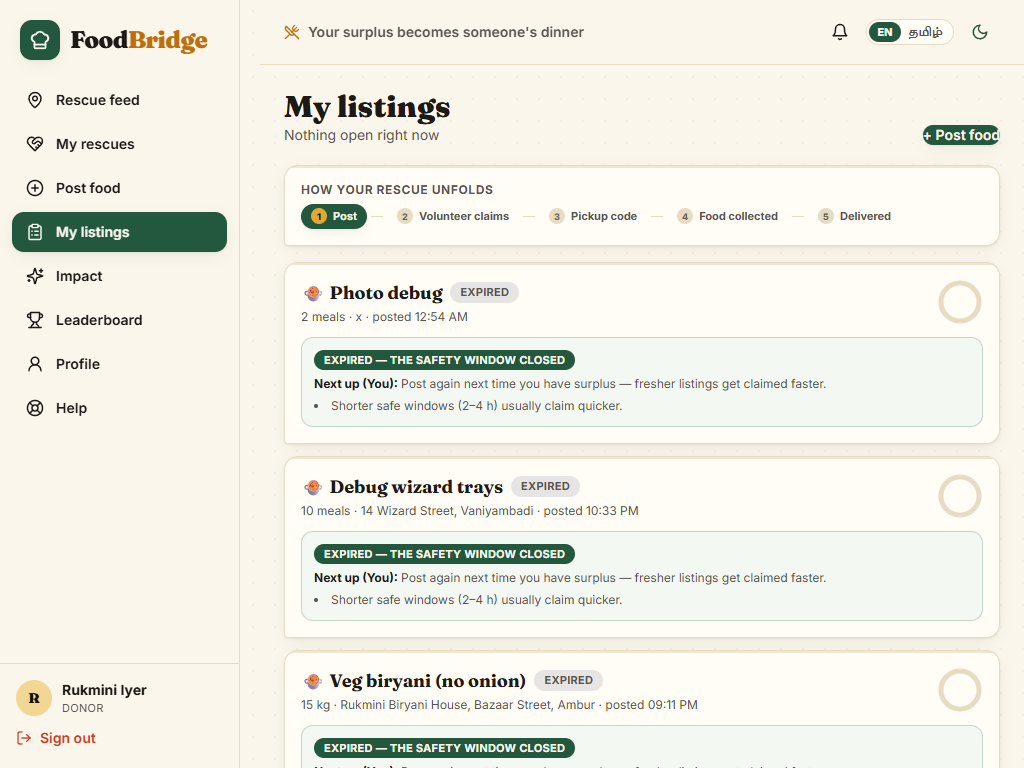 FoodBridge
Rescue feed
My rescues
Post food
My listings
Impact
Leaderboard
Profile
Help
R
Rukmini Iyer
DONOR
Sign out
Your surplus becomes someone's dinner
EN
தமிழ்
My listings
Nothing open right now
+ Post food
HOW YOUR RESCUE UNFOLDS
1 Post
2 Volunteer claims
3 Pickup code
4 Food collected
5 Delivered
Photo debug EXPIRED
2 meals · x · posted 12:54 AM
EXPIRED — THE SAFETY WINDOW CLOSED
Next up (You): Post again next time you have surplus — fresher listings get claimed faster.
• Shorter safe windows (2–4 h) usually claim quicker.
Debug wizard trays EXPIRED
10 meals · 14 Wizard Street, Vaniyambadi · posted 10:33 PM
EXPIRED — THE SAFETY WINDOW CLOSED
Next up (You): Post again next time you have surplus — fresher listings get claimed faster.
• Shorter safe windows (2–4 h) usually claim quicker.
Veg biryani (no onion) EXPIRED
15 kg · Rukmini Biryani House, Bazaar Street, Ambur · posted 09:11 PM
EXPIRED — THE SAFETY WINDOW CLOSED